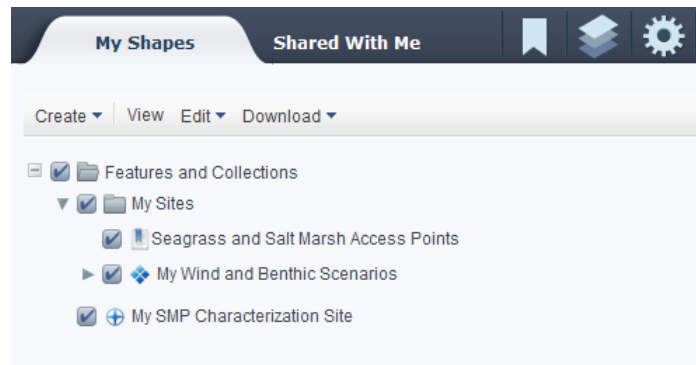 My Shapes Shared With Me
Create View Edit Download
Features and Collections
My Sites
Seagrass and Salt Marsh Access Points
My Wind and Benthic Scenarios
My SMP Characterization Site